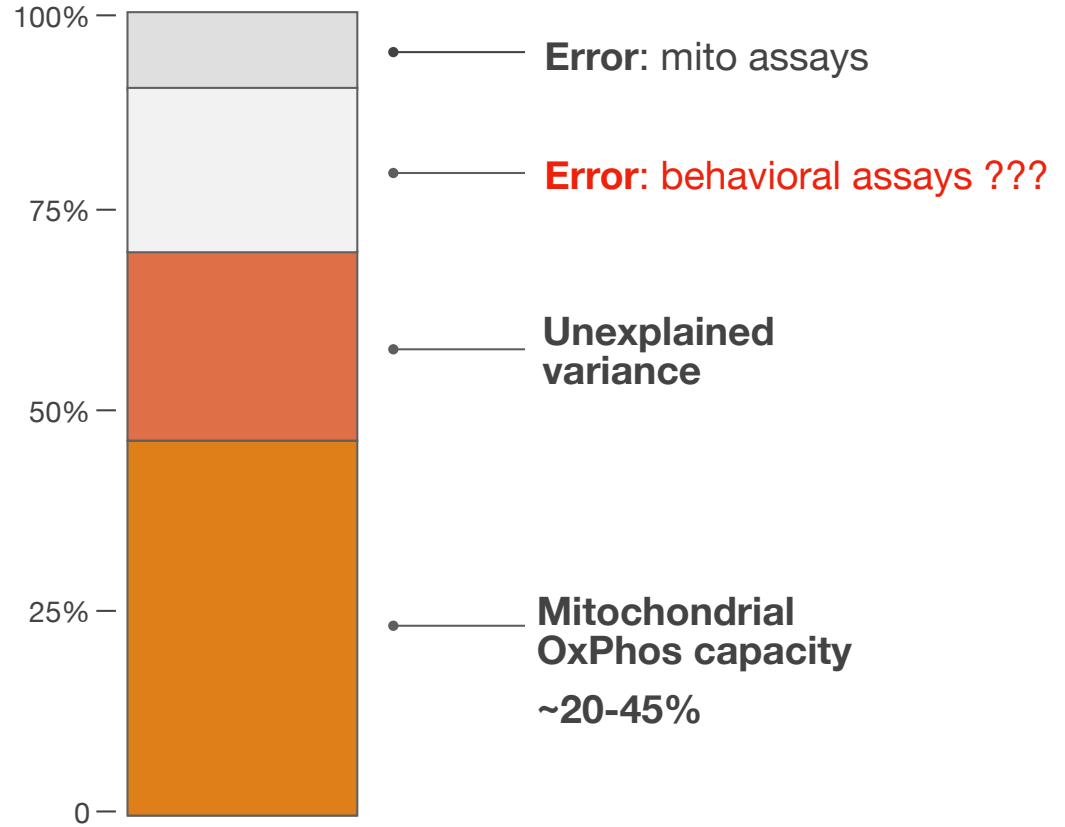 100%
Error: mito assays
Error: behavioral assays ???
75%
Unexplained
variance
50%
25%
Mitochondrial
OxPhos capacity
~20-45%
0